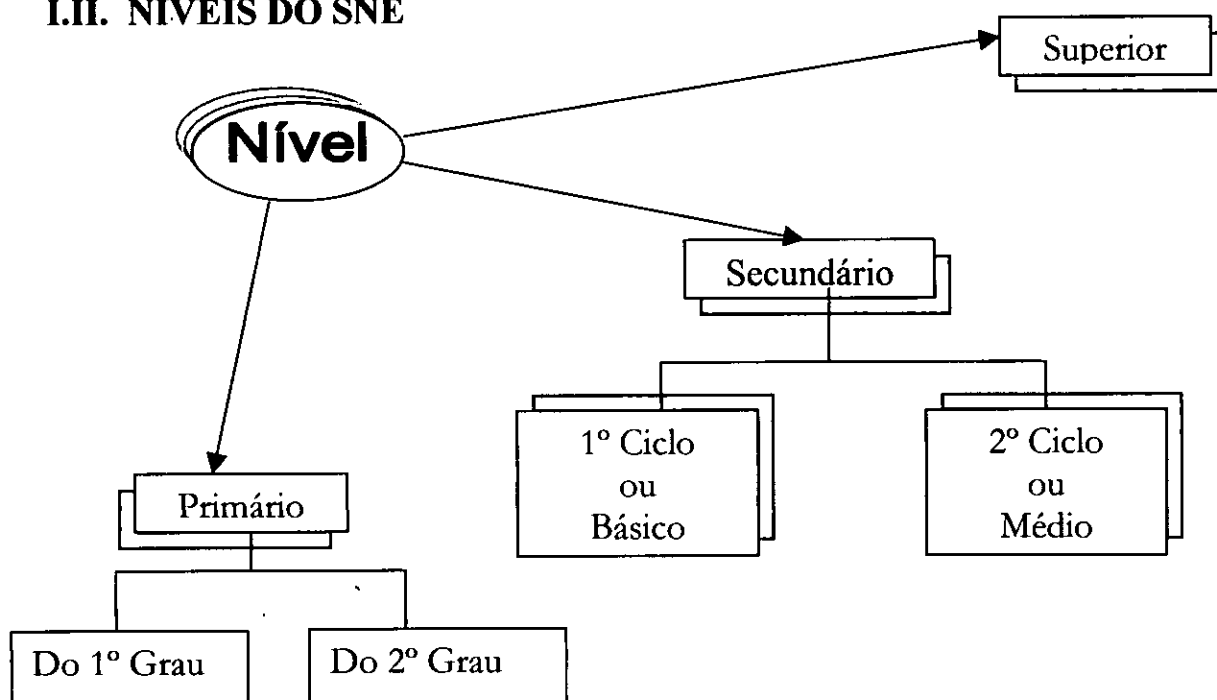 I.II. NIVEIS DO SNE
Superior
Nível
Secundário
1º Ciclo
ou
Básico
2º Ciclo
ou
Médio
Primário
Do 1º Grau
Do 2º Grau